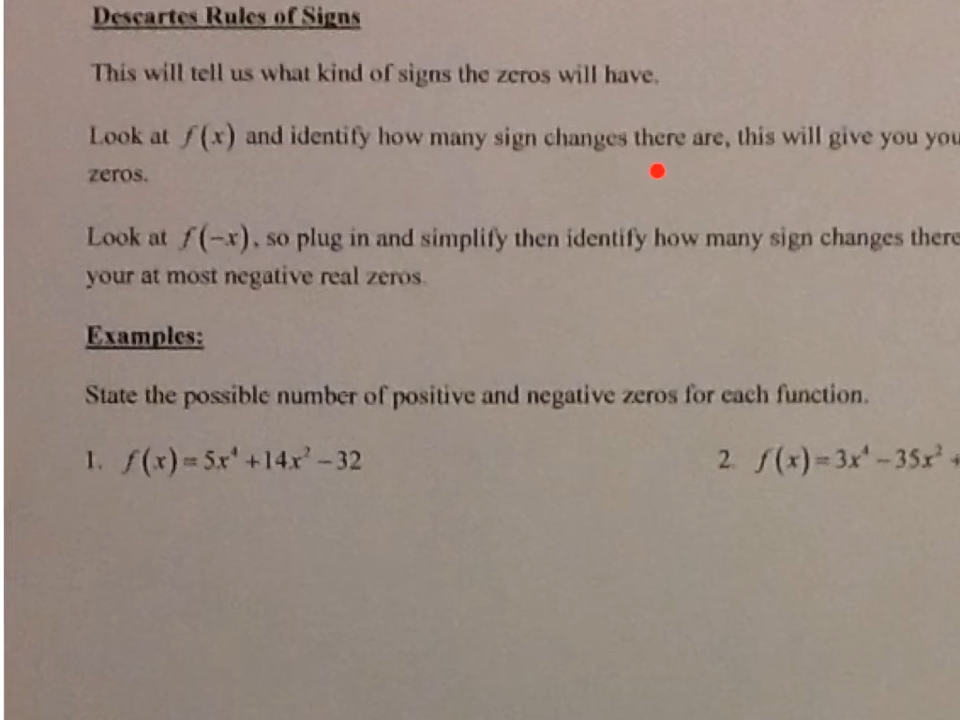 Descartes Rules of Signs
This will tell us what kind of signs the zeros will have.
Look at f(x) and identify how many sign changes there are, this will give you you
zeros.
Look at f(−x), so plug in and simplify then identify how many sign changes there
your at most negative real zeros.
Examples:
State the possible number of positive and negative zeros for each function.
1. f(x) = 5x⁴ + 14x² − 32 2. f(x) = 3x⁴ − 35x² +